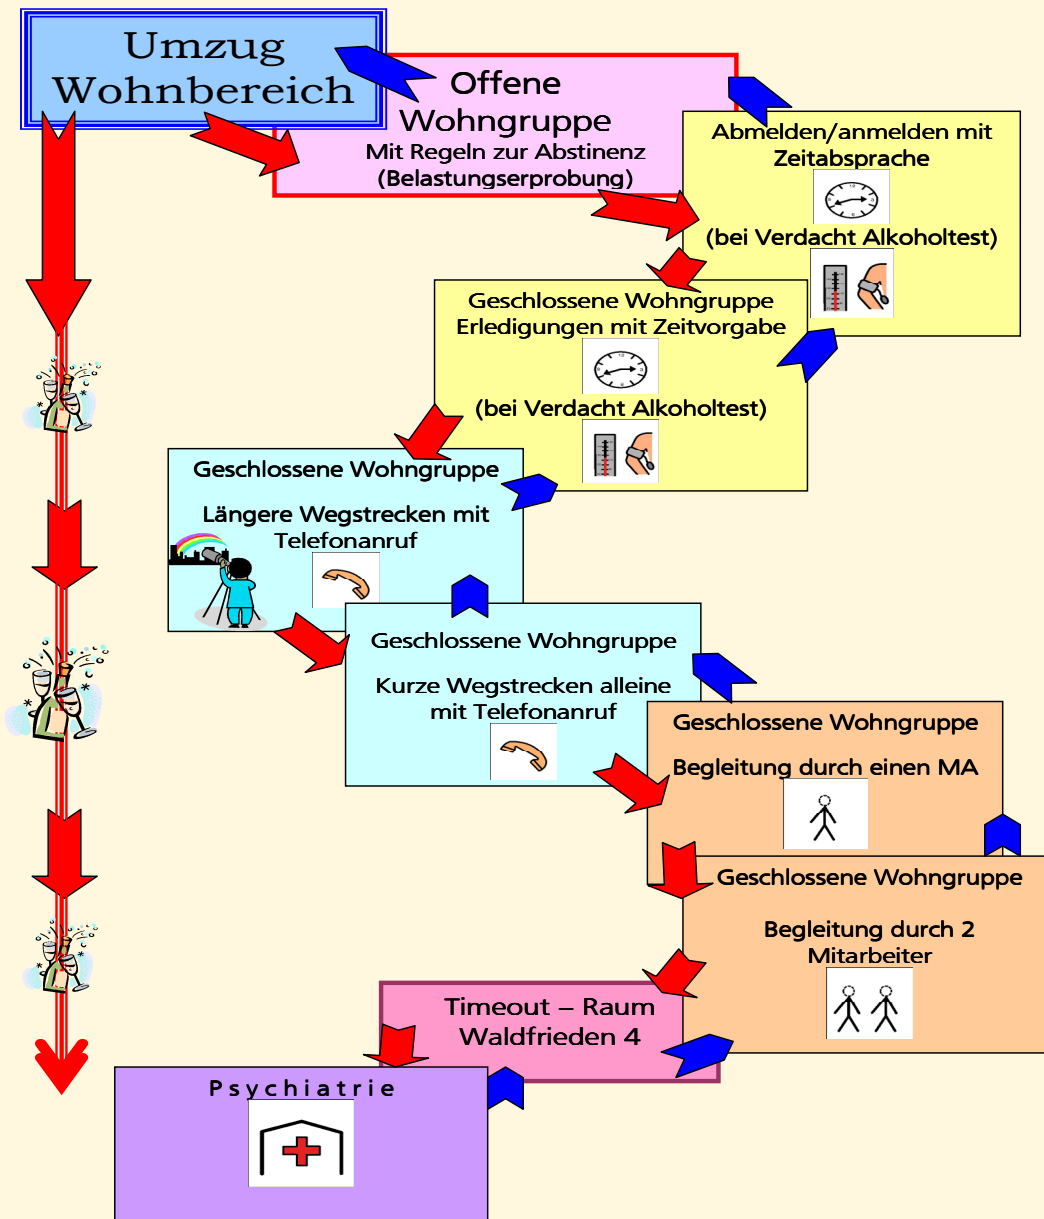 Umzug
Wohnbereich
Offene
Wohngruppe
Mit Regeln zur Abstinenz
(Belastungserprobung)
Abmelden/anmelden mit
Zeitabsprache
(bei Verdacht Alkoholtest)
Geschlossene Wohngruppe
Erledigungen mit Zeitvorgabe
(bei Verdacht Alkoholtest)
Geschlossene Wohngruppe
Längere Wegstrecken mit
Telefonanruf
Geschlossene Wohngruppe
Kurze Wegstrecken alleine
mit Telefonanruf
Geschlossene Wohngruppe
Begleitung durch einen MA
Geschlossene Wohngruppe
Begleitung durch 2
Mitarbeiter
Timeout – Raum
Waldfrieden 4
Psychiatrie